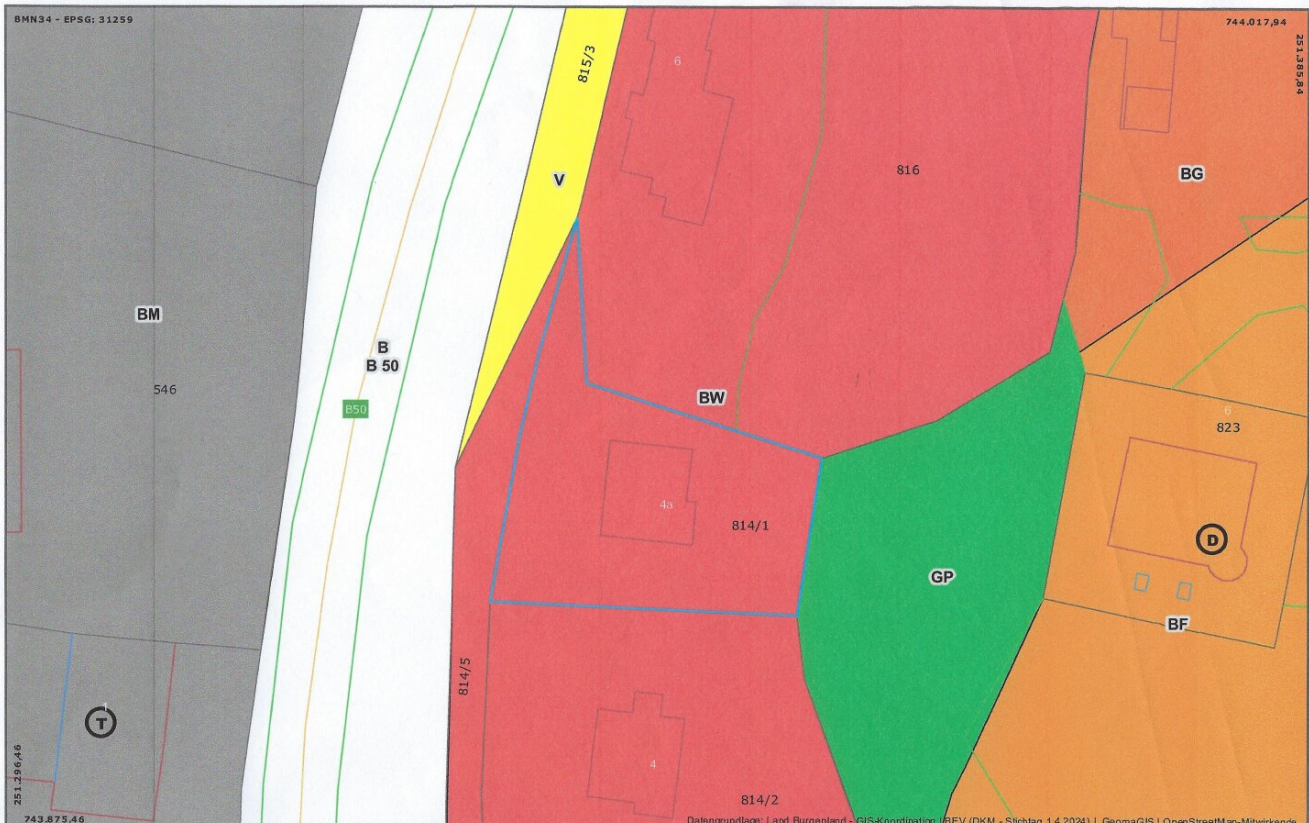 BMN34 - EPSG: 31259
744.017,94
251.385,84
815/3
6
816
BG
V
BM
B
B 50
546
B50
BW
6
823
4a
814/1
D
GP
BF
814/5
1
T
4
814/2
251.296,46
743.875,46
Datengrundlage: Land Burgenland - GIS-Koordination | BEV (DKM - Stichtag 1.4.2024) | GeomaGIS | OpenStreetMap-Mitwirkende